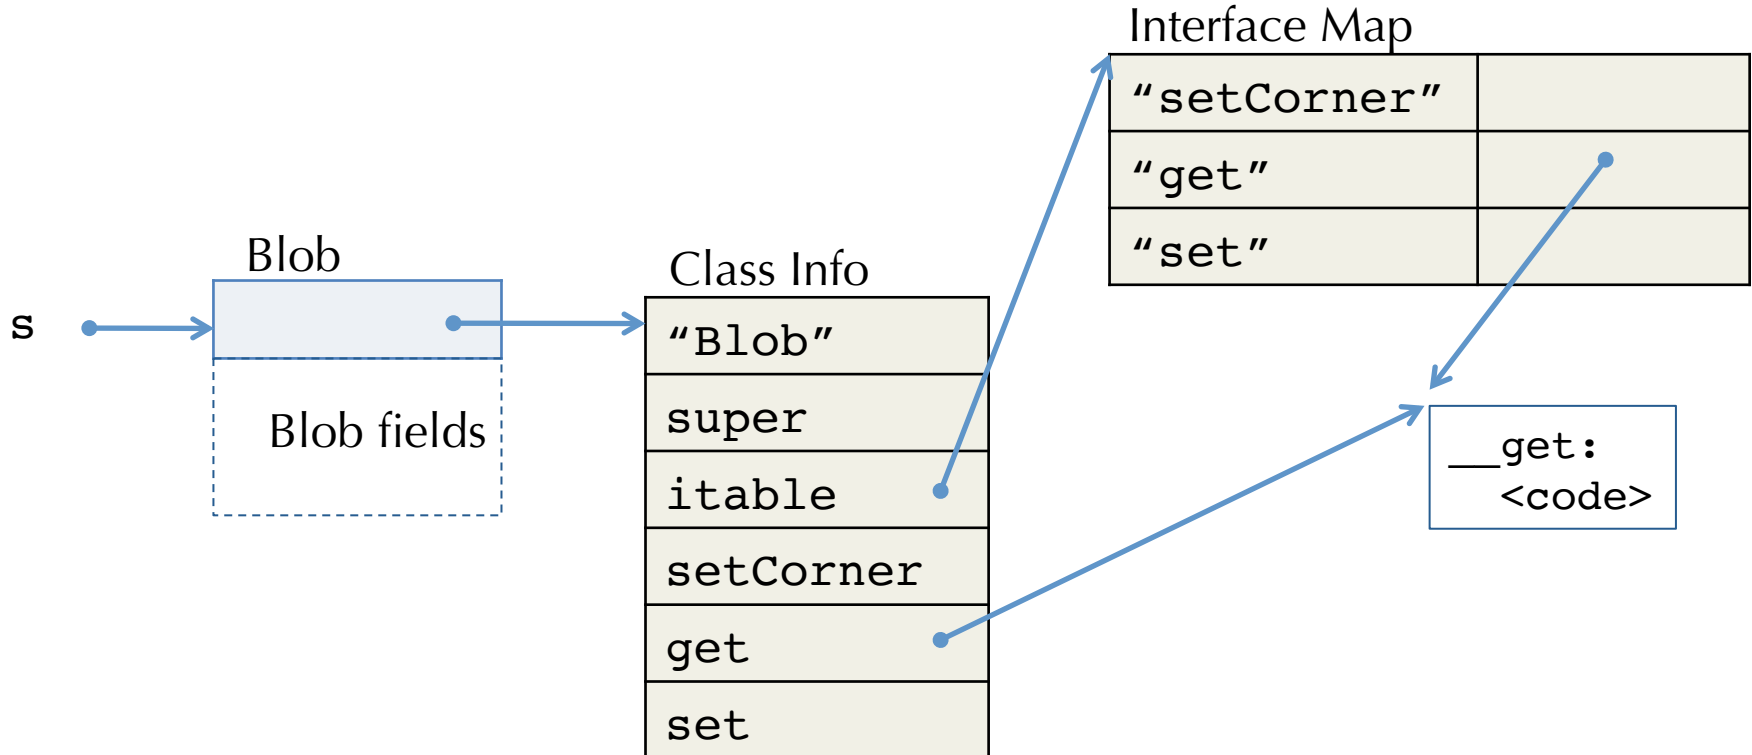 Interface Map
“setCorner”
“get”
“set”
s
Blob
Blob fields
Class Info
“Blob”
super
itable
setCorner
get
set
__get:
<code>